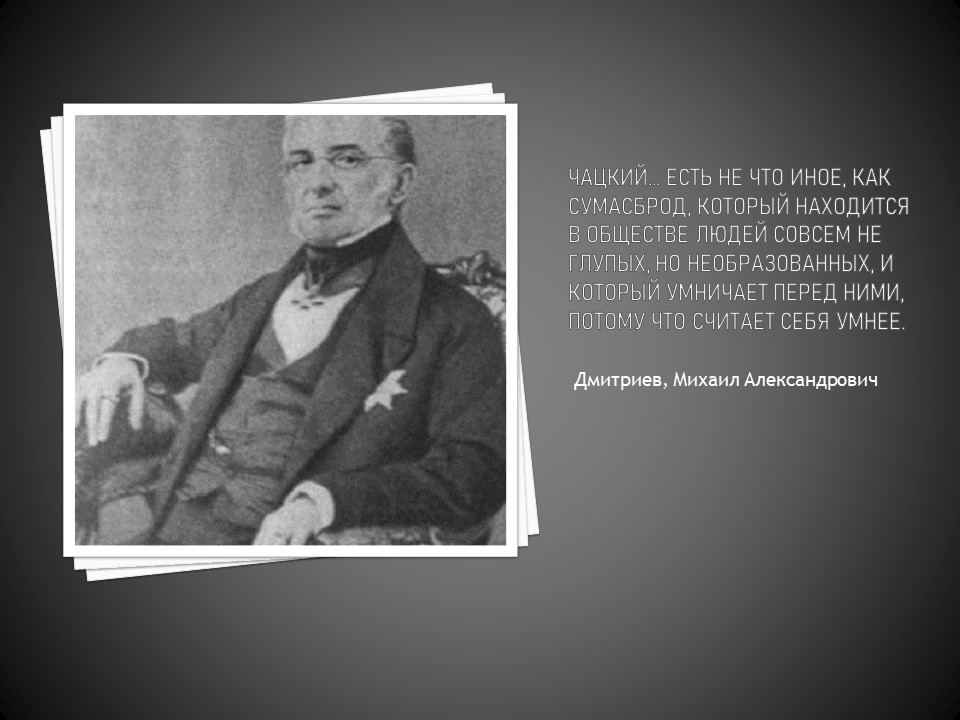 ЧАЦКИЙ... ЕСТЬ НЕ ЧТО ИНОЕ, КАК
СУМАСБРОД, КОТОРЫЙ НАХОДИТСЯ
В ОБЩЕСТВЕ ЛЮДЕЙ СОВСЕМ НЕ
ГЛУПЫХ, НО НЕОБРАЗОВАННЫХ, И
КОТОРЫЙ УМНИЧАЕТ ПЕРЕД НИМИ,
ПОТОМУ ЧТО СЧИТАЕТ СЕБЯ УМНЕЕ.
Дмитриев, Михаил Александрович